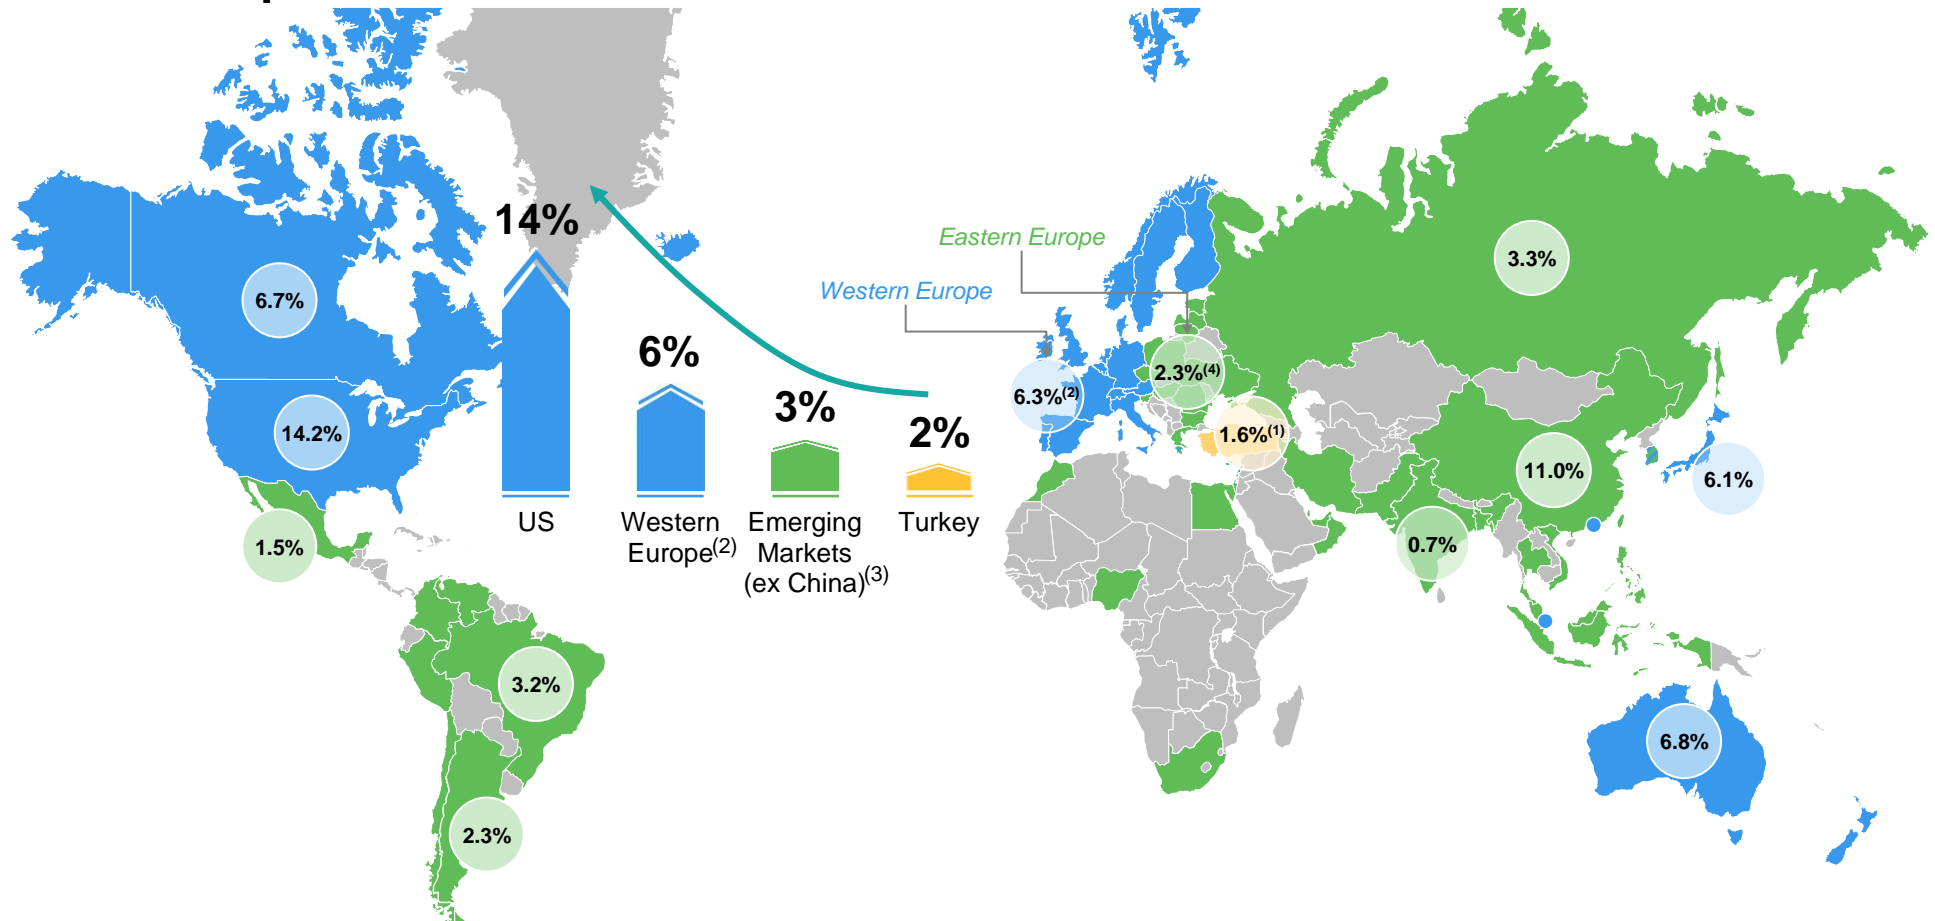 14%
Eastern Europe
3.3%
Western Europe
6.7%
6%
2.3%(4)
6.3%(2)
3%
2%
1.6%(1)
14.2%
11.0%
6.1%
US
Western
Europe(2)
Emerging
Markets
(ex China)(3)
Turkey
1.5%
0.7%
3.2%
6.8%
2.3%